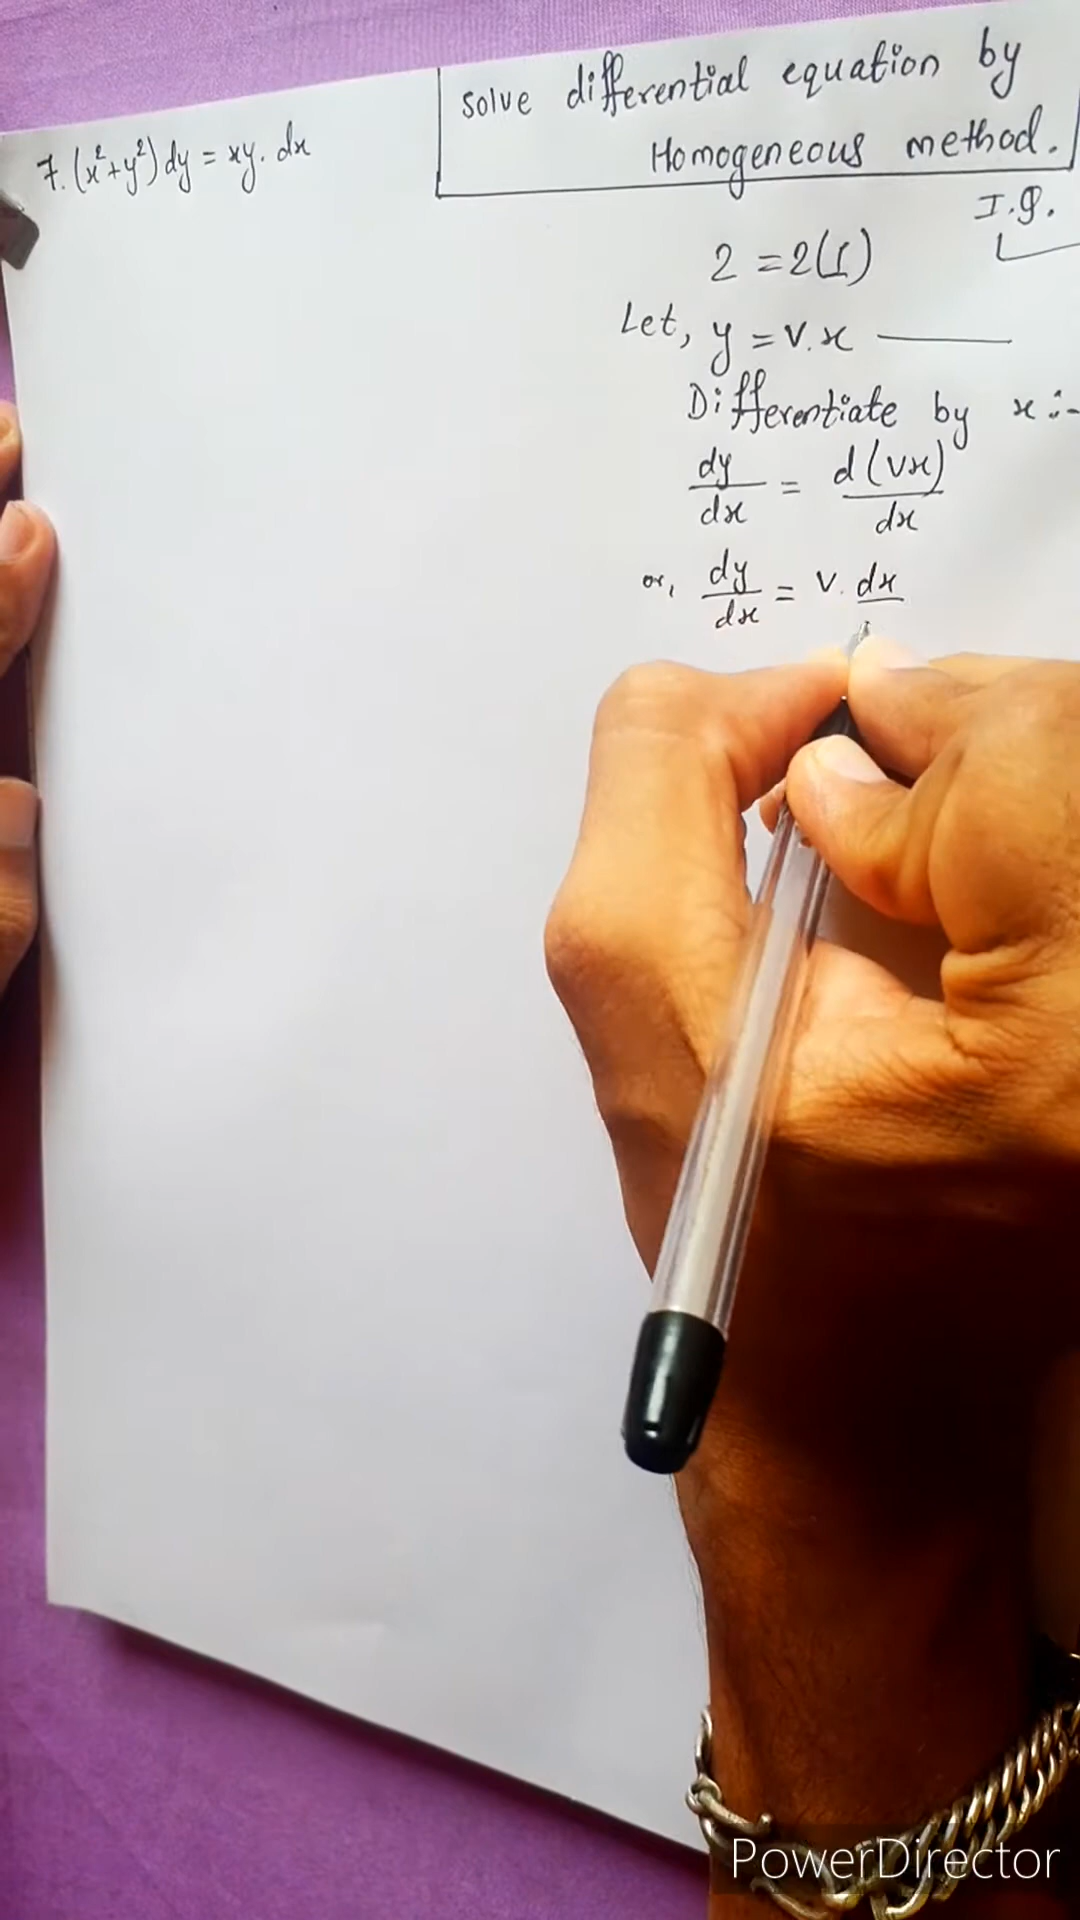 solve differential equation by
Homogeneous method.
7. (x²+y²) dy = xy. dx
I.Q.
2 = 2(1)
Let, y = v.x
Differentiate by x :-
dy/dx = d(vx)/dx
or, dy/dx = v. dx
PowerDirector